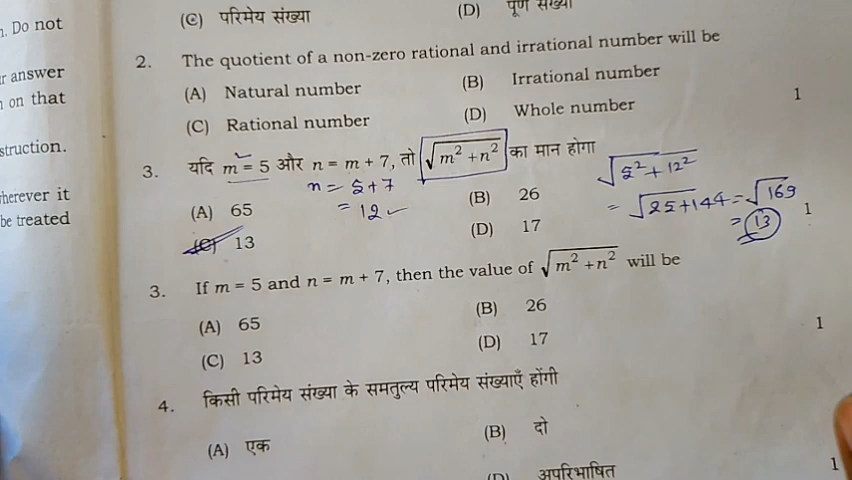 . Do not
(C) परिमेय संख्या
(D) पूर्ण संख्या
answer
on that
struction.
wherever it
be treated
2. The quotient of a non-zero rational and irrational number will be
(A) Natural number
(B) Irrational number
(C) Rational number
(D) Whole number
1
3. यदि m = 5 और n = m + 7, तो √m² + n² का मान होगा
n = 5 + 7
= 12
√5² + 12²
= √25 + 144 = √169
= 13
(A) 65
(B) 26
(C) 13
(D) 17
1
3. If m = 5 and n = m + 7, then the value of √m² + n² will be
(A) 65
(B) 26
(C) 13
(D) 17
1
4. किसी परिमेय संख्या के समतुल्य परिमेय संख्याएँ होंगी
(A) एक
(B) दो
(D) अपरिभाषित
1